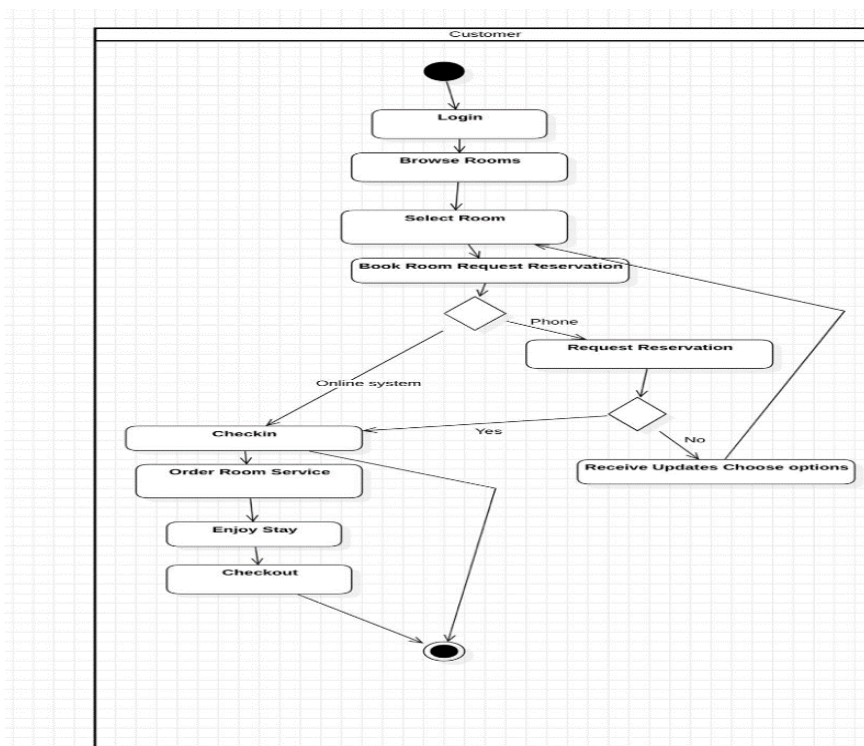 Customer
Login
Browse Rooms
Select Room
Book Room Request Reservation
Phone
Request Reservation
Online system
Yes
No
Checkin
Receive Updates Choose options
Order Room Service
Enjoy Stay
Checkout